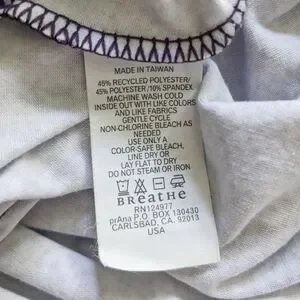 MADE IN TAIWAN
45% RECYCLED POLYESTER/
45% POLYESTER/10% SPANDEX
MACHINE WASH COLD
INSIDE OUT WITH LIKE COLORS
AND LIKE FABRICS
GENTLE CYCLE
NON-CHLORINE BLEACH AS
NEEDED
USE ONLY A
COLOR-SAFE BLEACH,
LINE DRY OR
LAY FLAT TO DRY
DO NOT STEAM OR IRON
BREATHE
RN124977
prAna P.O. BOX 130430
CARLSBAD, CA. 92013
USA